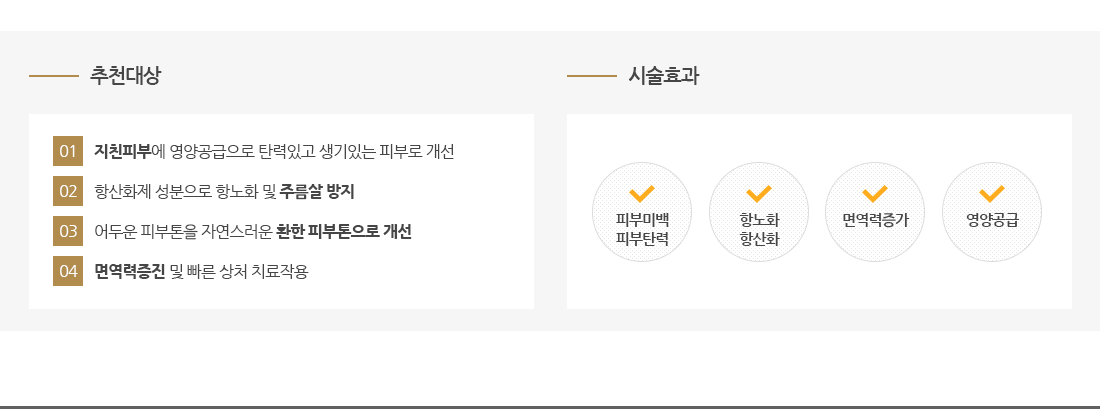 추천대상
01 지친피부에 영양공급으로 탄력있고 생기있는 피부로 개선
02 항산화제 성분으로 항노화 및 주름살 방지
03 어두운 피부톤을 자연스러운 환한 피부톤으로 개선
04 면역력증진 및 빠른 상처 치료작용
시술효과
피부미백
피부탄력
항노화
항산화
면역력증가
영양공급